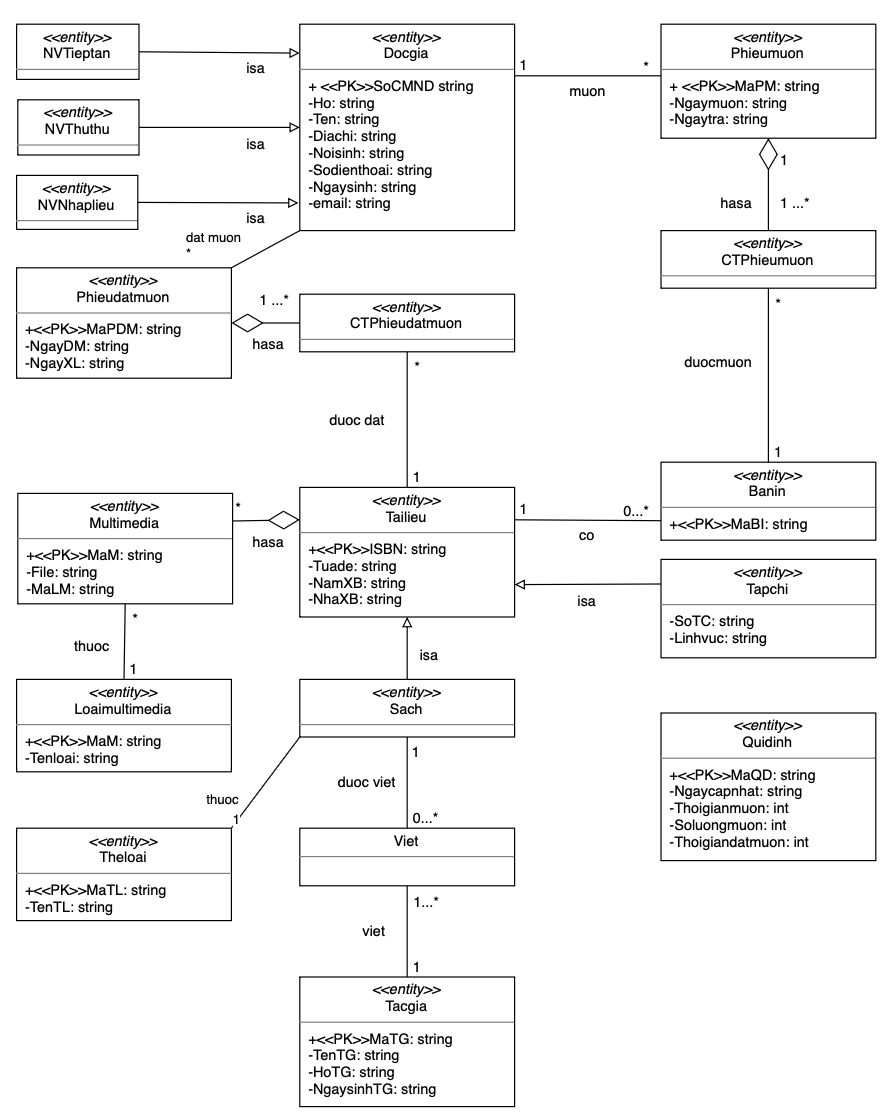 <<entity>>
NVTieptan
isa
<<entity>>
NVThuthu
isa
<<entity>>
NVNhaplieu
isa
<<entity>>
Docgia
+ <<PK>>SoCMND string
-Ho: string
-Ten: string
-Diachi: string
-Noisinh: string
-Sodienthoai: string
-Ngaysinh: string
-email: string
1
*
muon
<<entity>>
Phieumuon
+ <<PK>>MaPM: string
-Ngaymuon: string
-Ngaytra: string
1
hasa
1 ...*
<<entity>>
CTPhieumuon
*
duocmuon
1
dat muon
*
<<entity>>
Phieudatmuon
+<<PK>>MaPDM: string
-NgayDM: string
-NgayXL: string
1 ...*
hasa
<<entity>>
CTPhieudatmuon
*
duoc dat
1
<<entity>>
Multimedia
+<<PK>>MaM: string
-File: string
-MaLM: string
*
hasa
<<entity>>
Tailieu
+<<PK>>ISBN: string
-Tuade: string
-NamXB: string
-NhaXB: string
1
0...*
co
<<entity>>
Banin
+<<PK>>MaBI: string
isa
<<entity>>
Tapchi
-SoTC: string
-Linhvuc: string
*
thuoc
1
isa
<<entity>>
Loaimultimedia
+<<PK>>MaM: string
-Tenloai: string
<<entity>>
Sach
1
duoc viet
0...*
thuoc
1
<<entity>>
Quidinh
+<<PK>>MaQD: string
-Ngaycapnhat: string
-Thoigianmuon: int
-Soluongmuon: int
-Thoigiandatmuon: int
<<entity>>
Theloai
+<<PK>>MaTL: string
-TenTL: string
Viet
1...*
viet
1
<<entity>>
Tacgia
+<<PK>>MaTG: string
-TenTG: string
-HoTG: string
-NgaysinhTG: string